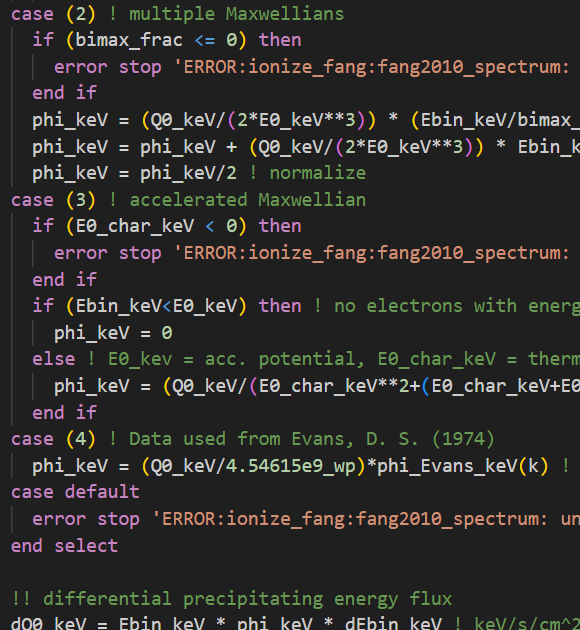 case (2) ! multiple Maxwellians
if (bimax_frac <= 0) then
error stop 'ERROR:ionize_fang:fang2010_spectrum:
end if
phi_keV = (Q0_keV/(2*E0_keV**3)) * (Ebin_keV/bimax_
phi_keV = phi_keV + (Q0_keV/(2*E0_keV**3)) * Ebin_k
phi_keV = phi_keV/2 ! normalize
case (3) ! accelerated Maxwellian
if (E0_char_keV < 0) then
error stop 'ERROR:ionize_fang:fang2010_spectrum:
end if
if (Ebin_keV<E0_keV) then ! no electrons with energ
phi_keV = 0
else ! E0_kev = acc. potential, E0_char_keV = therm
phi_keV = (Q0_keV/(E0_char_keV**2+(E0_char_keV+E0
end if
case (4) ! Data used from Evans, D. S. (1974)
phi_keV = (Q0_keV/4.54615e9_wp)*phi_Evans_keV(k) !
case default
error stop 'ERROR:ionize_fang:fang2010_spectrum: un
end select
!! differential precipitating energy flux
dQ0_keV = Ebin_keV * phi_keV * dEbin_keV ! keV/s/cm^2